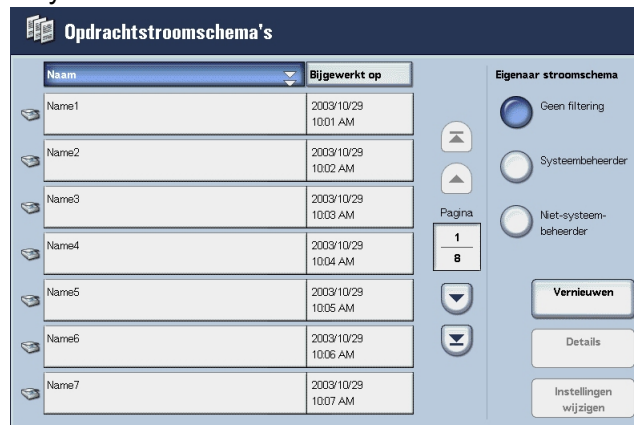 Opdrachtstroomschema's
Naam
Bijgewerkt op
Name1
2003/10/29
10:01 AM
Name2
2003/10/29
10:02 AM
Name3
2003/10/29
10:03 AM
Name4
2003/10/29
10:04 AM
Name5
2003/10/29
10:05 AM
Name6
2003/10/29
10:06 AM
Name7
2003/10/29
10:07 AM
Pagina
1
8
Eigenaar stroomschema
Geen filtering
Systeembeheerder
Niet-systeem-
beheerder
Vernieuwen
Details
Instellingen
wijzigen